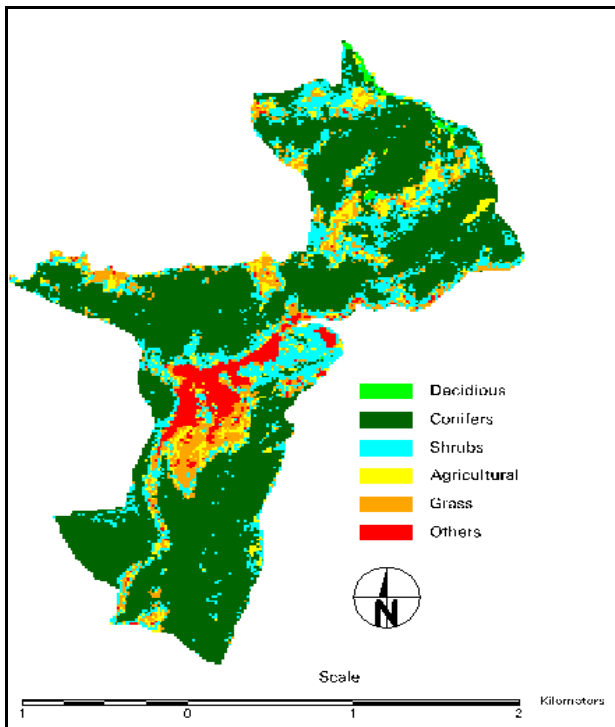 Decidious
Conifers
Shrubs
Agricultural
Grass
Others
N
Scale
1 0 1 2 Kilometers